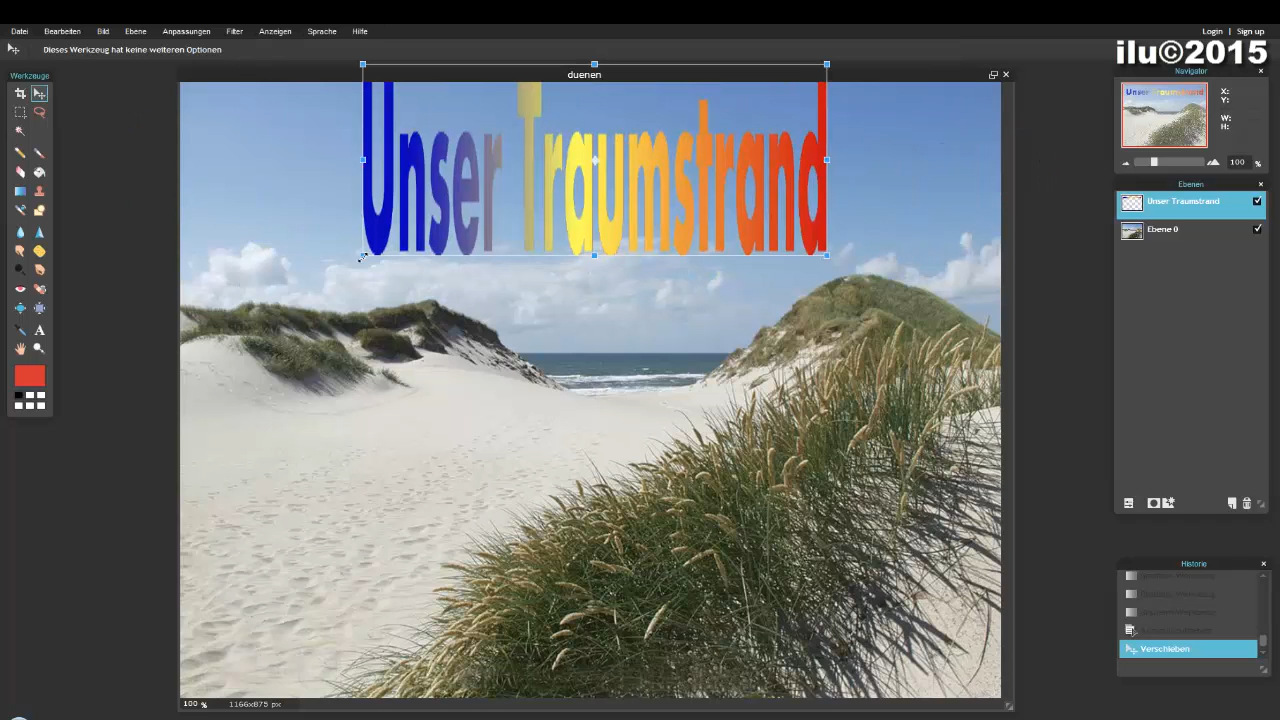 Datei Bearbeiten Bild Ebene Anpassungen Filter Anzeigen Sprache Hilfe Login | Sign up
Dieses Werkzeug hat keine weiteren Optionen
ilu©2015
Werkzeuge
duenen
Navigator
Unser Traumstrand
X:
Y:
W:
H:
100 %
Ebenen
Unser Traumstrand
Ebene 0
A
Historie
Verschieben
100 % 1166x875 px